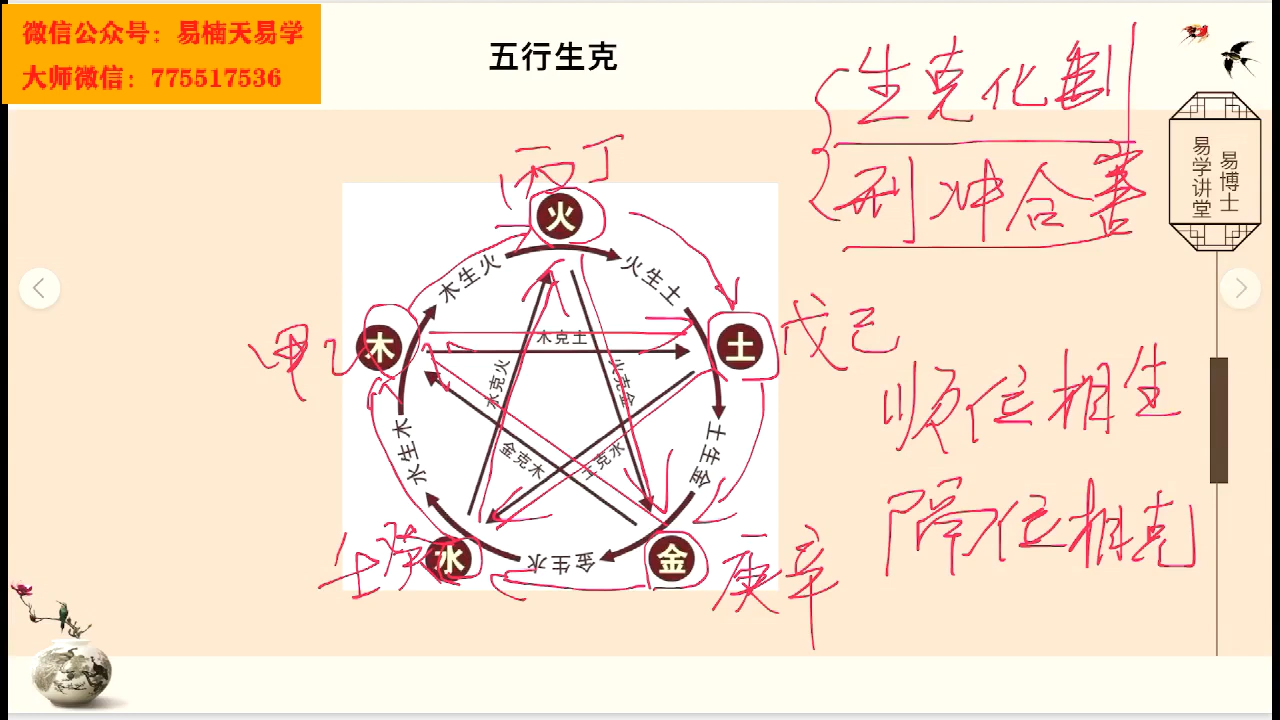 微信公众号：易楠天易学
大师微信：775517536
五行生克
生克化制
刑冲合害
易博士
易学讲堂
丙丁
火
木生火
火生土
甲乙
木
木克土
土
戊己
水克火
火克金
顺位相生
水生木
金克木
土克水
土生金
隔位相克
壬癸
水
金生水
金
庚辛